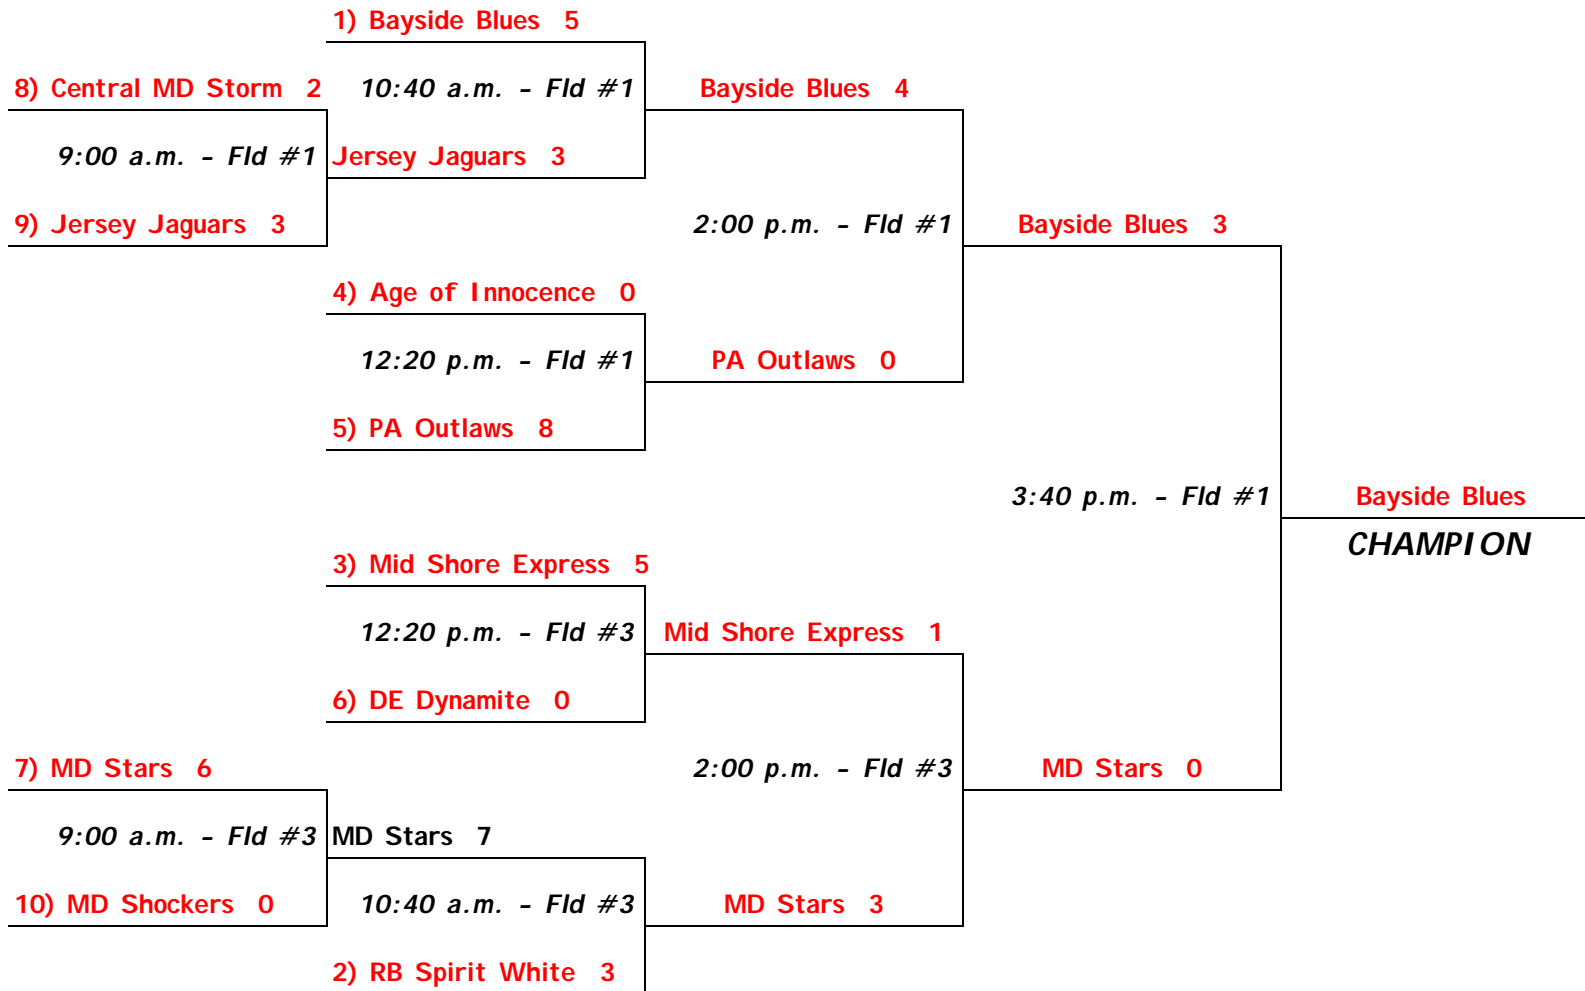 1) Bayside Blues 5
8) Central MD Storm 2
10:40 a.m. - Fld #1
Bayside Blues 4
9:00 a.m. - Fld #1
Jersey Jaguars 3
9) Jersey Jaguars 3
2:00 p.m. - Fld #1
Bayside Blues 3
4) Age of Innocence 0
12:20 p.m. - Fld #1
PA Outlaws 0
5) PA Outlaws 8
3:40 p.m. - Fld #1
Bayside Blues
CHAMPION
3) Mid Shore Express 5
12:20 p.m. - Fld #3
Mid Shore Express 1
6) DE Dynamite 0
7) MD Stars 6
2:00 p.m. - Fld #3
MD Stars 0
9:00 a.m. - Fld #3
MD Stars 7
10) MD Shockers 0
10:40 a.m. - Fld #3
MD Stars 3
2) RB Spirit White 3